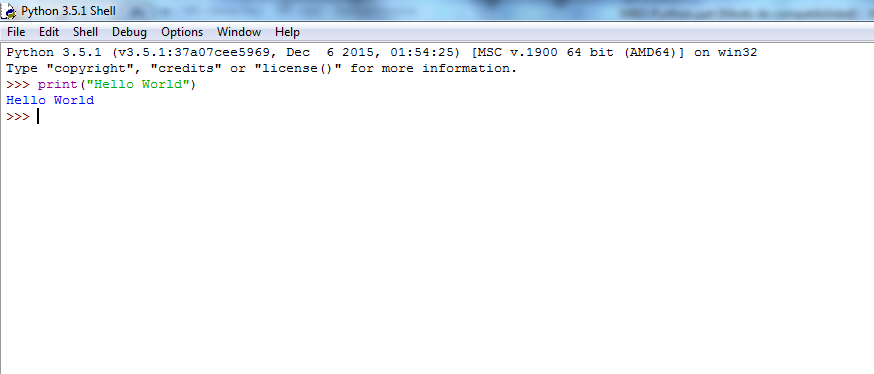 Python 3.5.1 Shell
File Edit Shell Debug Options Window Help
Python 3.5.1 (v3.5.1:37a07cee5969, Dec  6 2015, 01:54:25) [MSC v.1900 64 bit (AMD64)] on win32
Type "copyright", "credits" or "license()" for more information.
>>> print("Hello World")
Hello World
>>>